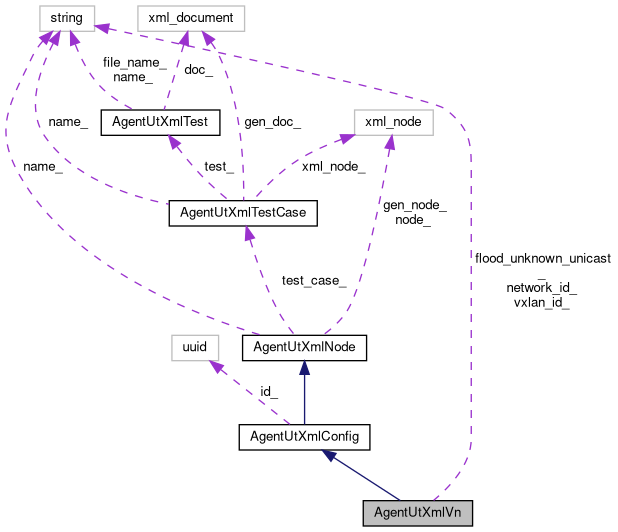 string
xml_document
file_name_
name_
doc_
AgentUtXmlTest
name_
gen_doc_
xml_node
name_
test_
xml_node_
AgentUtXmlTestCase
gen_node_
node_
test_case_
flood_unknown_unicast
_
network_id_
vxlan_id_
uuid
AgentUtXmlNode
id_
AgentUtXmlConfig
AgentUtXmlVn